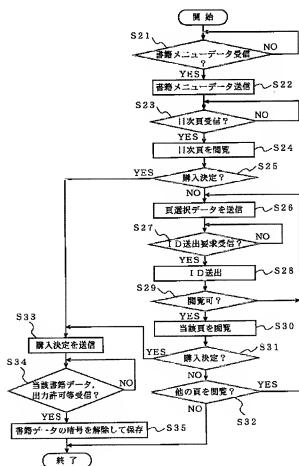 開始
S21
書籍メニューデータ受信
?
NO
YES
書籍メニューデータ送信
S22
S23
目次頁受信?
NO
YES
目次頁を閲覧
S24
S25
YES
購入決定?
NO
頁選択データを送信
S26
S27
NO
ID送出要求受信?
YES
ID送出
S28
S29
閲覧可?
YES
当該頁を閲覧
S30
S33
購入決定を送信
S31
YES
購入決定?
NO
S34
当該書籍データ,
出力許可等受信?
NO
他の頁を閲覧?
YES
S32
NO
YES
書籍データの暗号を解除して保存
S35
終了